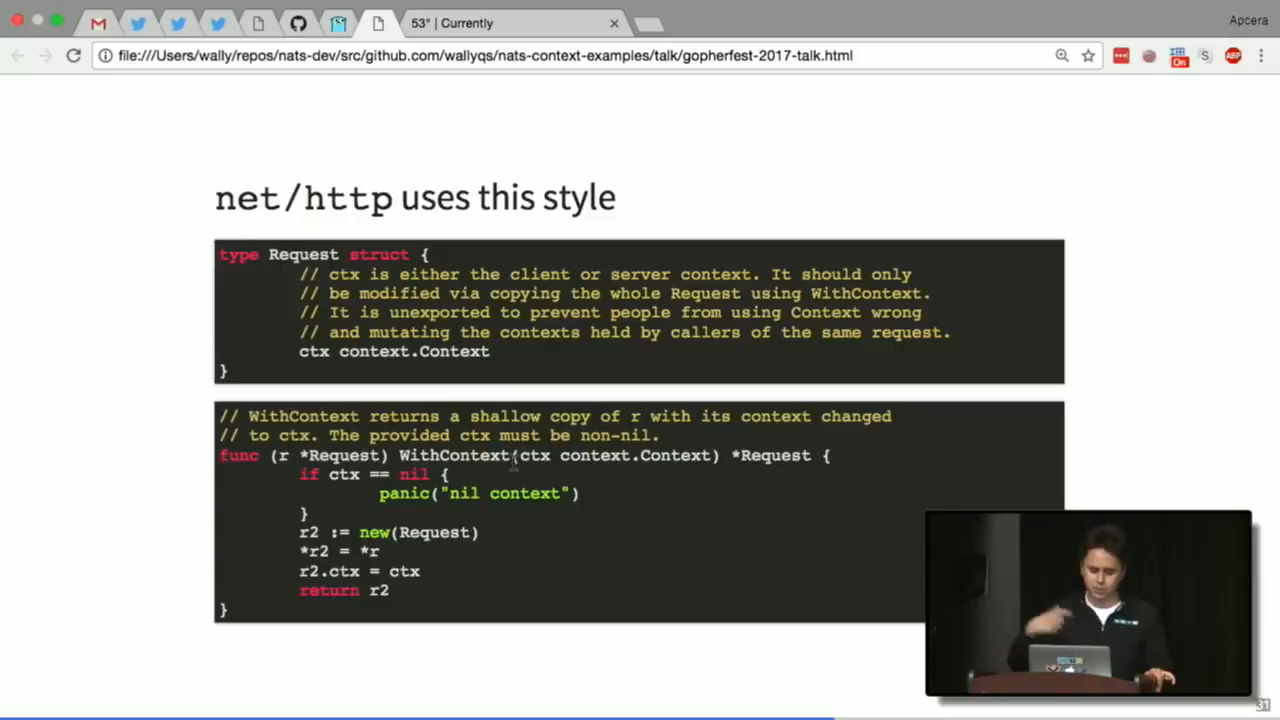 53° | Currently
Apcera
file:///Users/wally/repos/nats-dev/src/github.com/wallyqs/nats-context-examples/talk/gopherfest-2017-talk.html
On
S
ABP
net/http uses this style
type Request struct {
// ctx is either the client or server context. It should only
// be modified via copying the whole Request using WithContext.
// It is unexported to prevent people from using Context wrong
// and mutating the contexts held by callers of the same request.
ctx context.Context
}
// WithContext returns a shallow copy of r with its context changed
// to ctx. The provided ctx must be non-nil.
func (r *Request) WithContext(ctx context.Context) *Request {
if ctx == nil {
panic("nil context")
}
r2 := new(Request)
*r2 = *r
r2.ctx = ctx
return r2
}
31